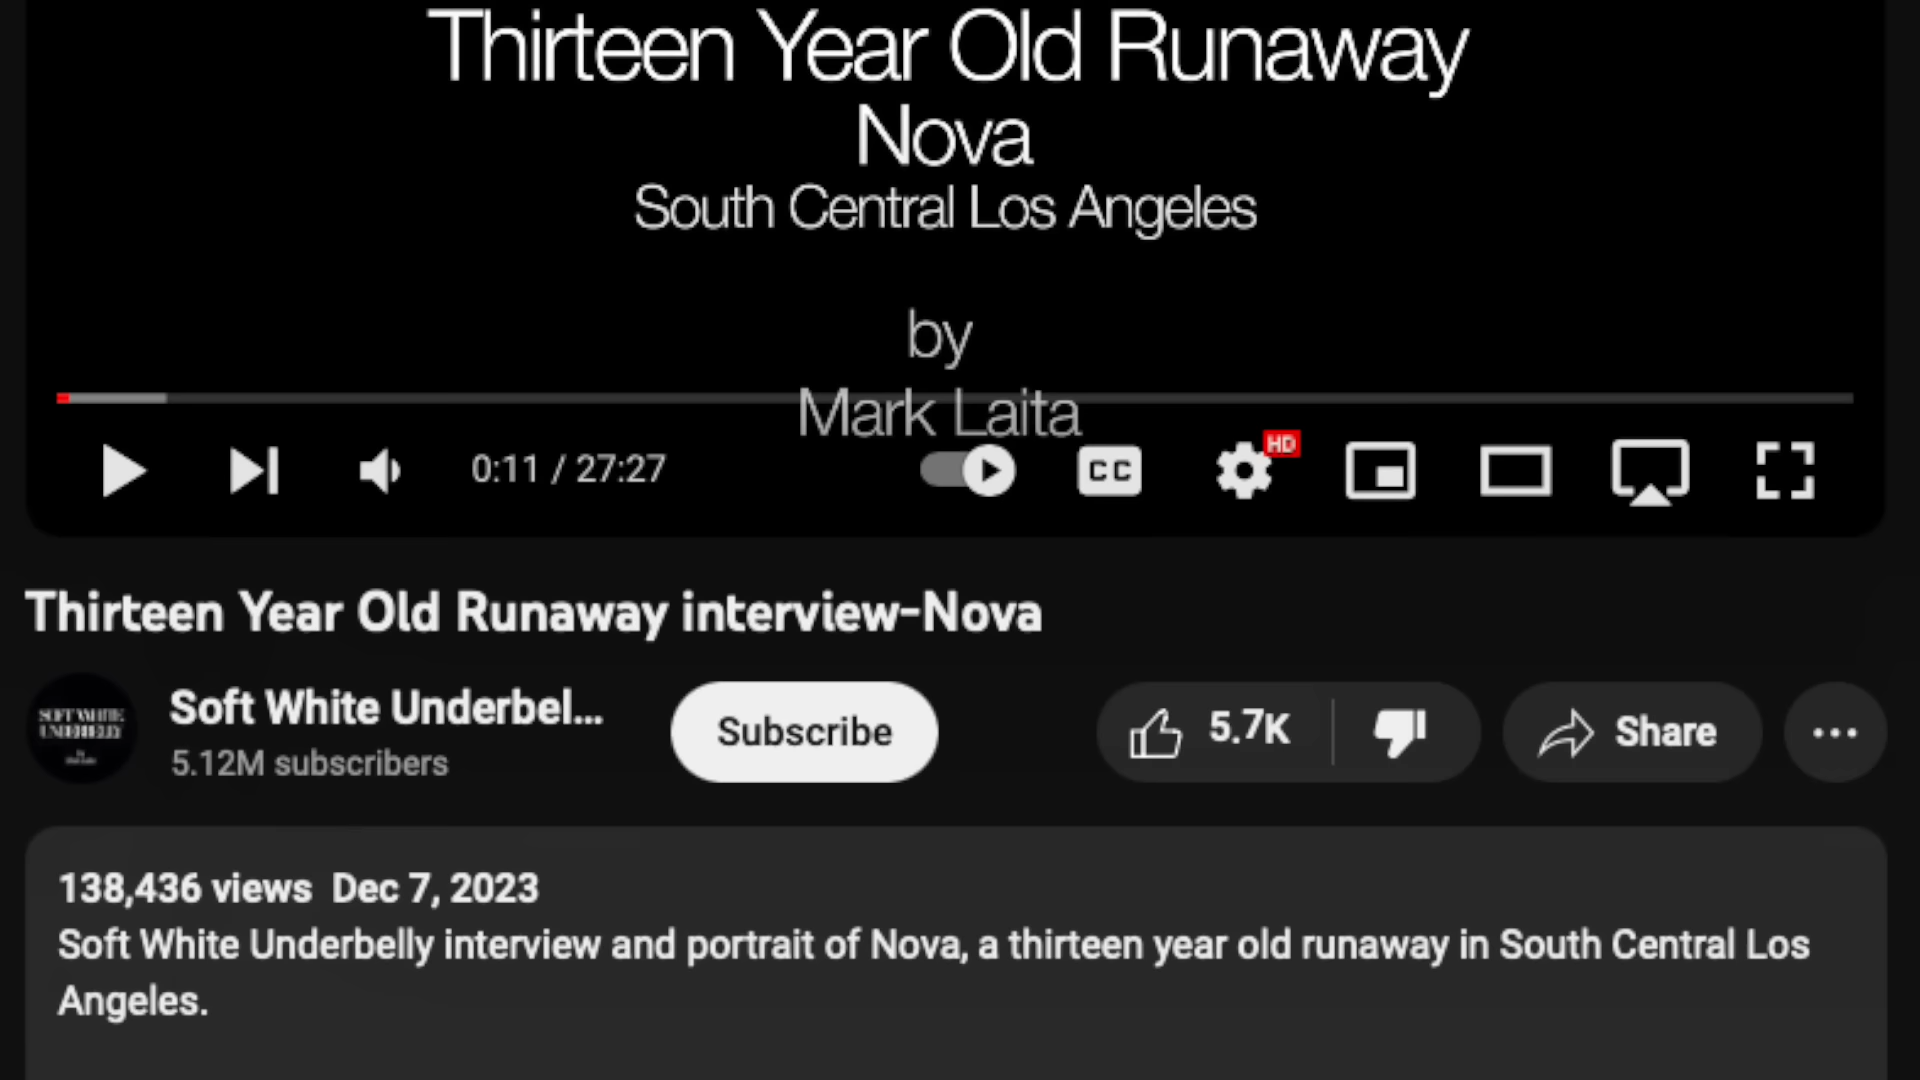 Thirteen Year Old Runaway
Nova
South Central Los Angeles
by
Mark Laita
0:11 / 27:27
CC
HD
Thirteen Year Old Runaway interview-Nova
SOFT WHITE
UNDERBELLY
Soft White Underbel...
5.12M subscribers
Subscribe
5.7K
Share
138,436 views Dec 7, 2023
Soft White Underbelly interview and portrait of Nova, a thirteen year old runaway in South Central Los
Angeles.